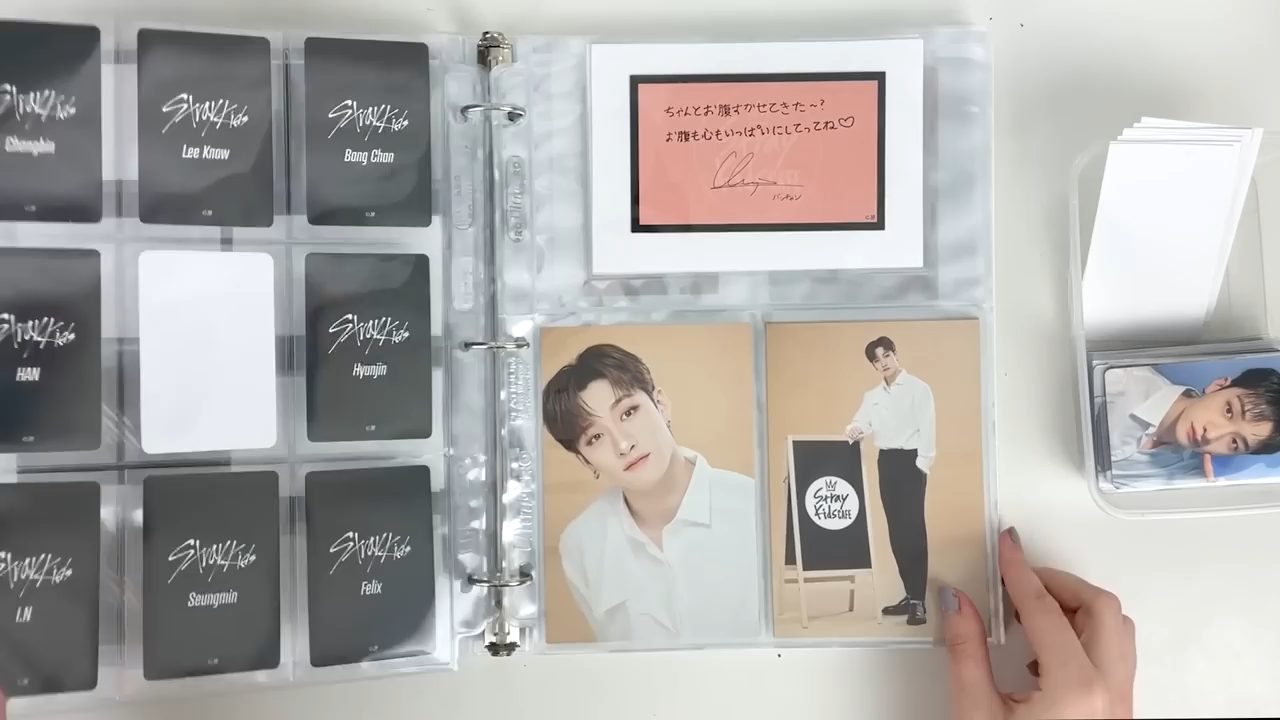 Stray Kids
Changbin
Stray Kids
Lee Know
Stray Kids
Bang Chan
Stray Kids
HAN
Stray Kids
Hyunjin
Stray Kids
I.N
Stray Kids
Seungmin
Stray Kids
Felix
ちゃんとお腹すかせてきた～?
お腹も心もいっぱいにしてってね♡
バンチャン
Stray
Kids CAFE